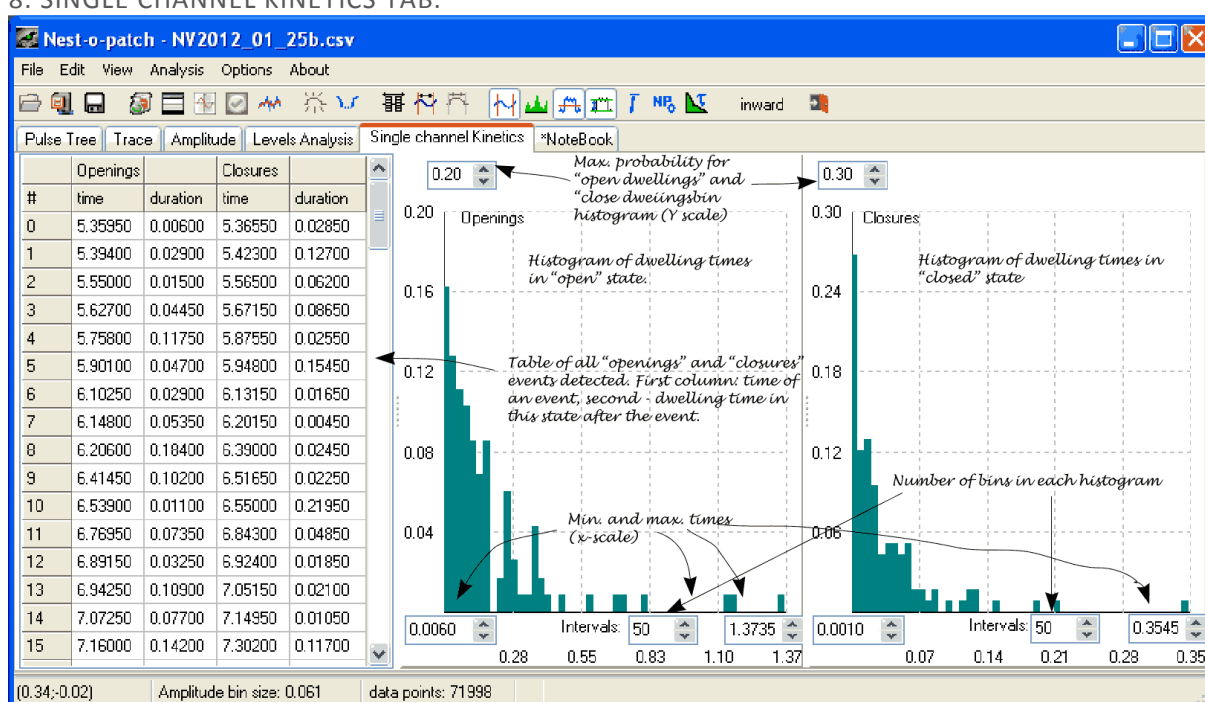 8. SINGLE CHANNEL KINETICS TAB.
Nest-o-patch - NV2012_01_25b.csv
File Edit View Analysis Options About
NPo inward
Pulse Tree Trace Amplitude Levels Analysis Single channel Kinetics *NoteBook
Openings Closures
# time duration time duration
0 5.35950 0.00600 5.36550 0.02850
1 5.39400 0.02900 5.42300 0.12700
2 5.55000 0.01500 5.56500 0.06200
3 5.62700 0.04450 5.67150 0.08650
4 5.75800 0.11750 5.87550 0.02550
5 5.90100 0.04700 5.94800 0.15450
6 6.10250 0.02900 6.13150 0.01650
7 6.14800 0.05350 6.20150 0.00450
8 6.20600 0.18400 6.39000 0.02450
9 6.41450 0.10200 6.51650 0.02250
10 6.53900 0.01100 6.55000 0.21950
11 6.76950 0.07350 6.84300 0.04850
12 6.89150 0.03250 6.92400 0.01850
13 6.94250 0.10900 7.05150 0.02100
14 7.07250 0.07700 7.14950 0.01050
15 7.16000 0.14200 7.30200 0.11700
0.20
Max. probability for
"open dwellings" and
"close dweiingsbin
histogram (Y scale)
0.30
0.20
Openings
0.16
0.12
0.08
0.04
Histogram of dwelling times
in "open" state.
Table of all "openings" and "closures"
events detected. First column: time of
an event, second - dwelling time in
this state after the event.
Min. and max. times
(x-scale)
0.0060 Intervals: 50 1.3735
0.28 0.55 0.83 1.10 1.37
0.30
Closures
0.24
0.18
0.12
0.06
Histogram of dwelling times in
"closed" state
Number of bins in each histogram
0.0010 Intervals: 50 0.3545
0.07 0.14 0.21 0.28 0.35
(0.34;-0.02) Amplitude bin size: 0.061 data points: 71998